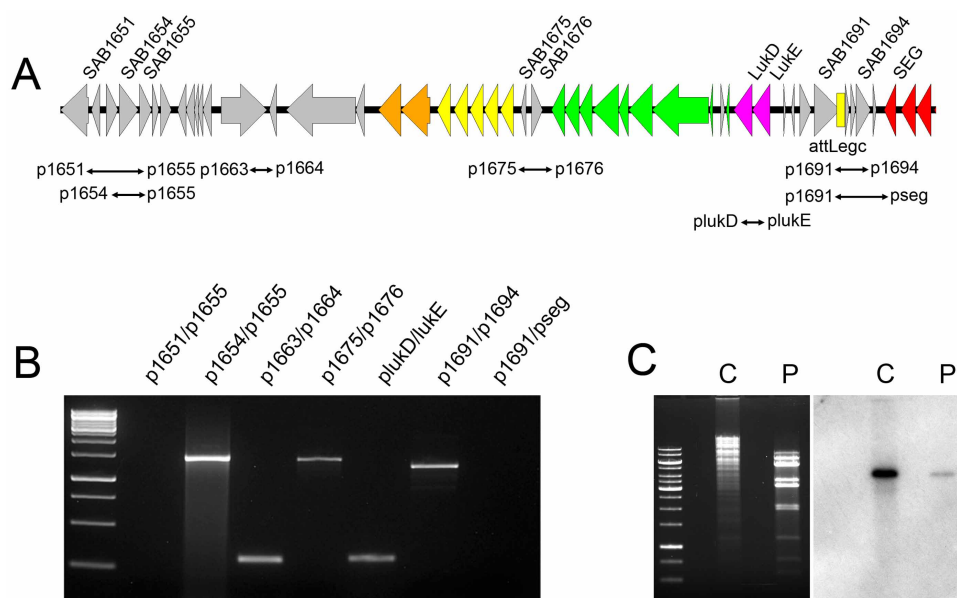 A
SAB1651
SAB1654
SAB1655
SAB1675
SAB1676
LukD
LukE
SAB1691
SAB1694
SEG
attLegc
p1651 p1655 p1663 p1664 p1675 p1676 p1691 p1694
p1654 p1655 p1691 pseg
plukD plukE
B
p1651/p1655
p1654/p1655
p1663/p1664
p1675/p1676
plukD/lukE
p1691/p1694
p1691/pseg
C
C P C P